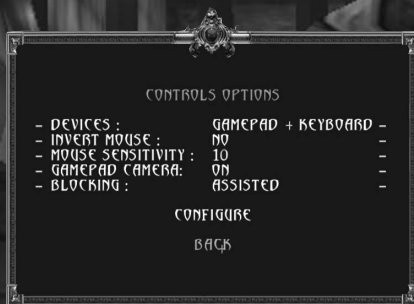 CONTROLS OPTIONS
- DEVICES : GAMEPAD + KEYBOARD -
- INVERT MOUSE : NO -
- MOUSE SENSITIVITY : 10 -
- GAMEPAD CAMERA: ON -
- BLOCKING : ASSISTED -
CONFIGURE
BACK